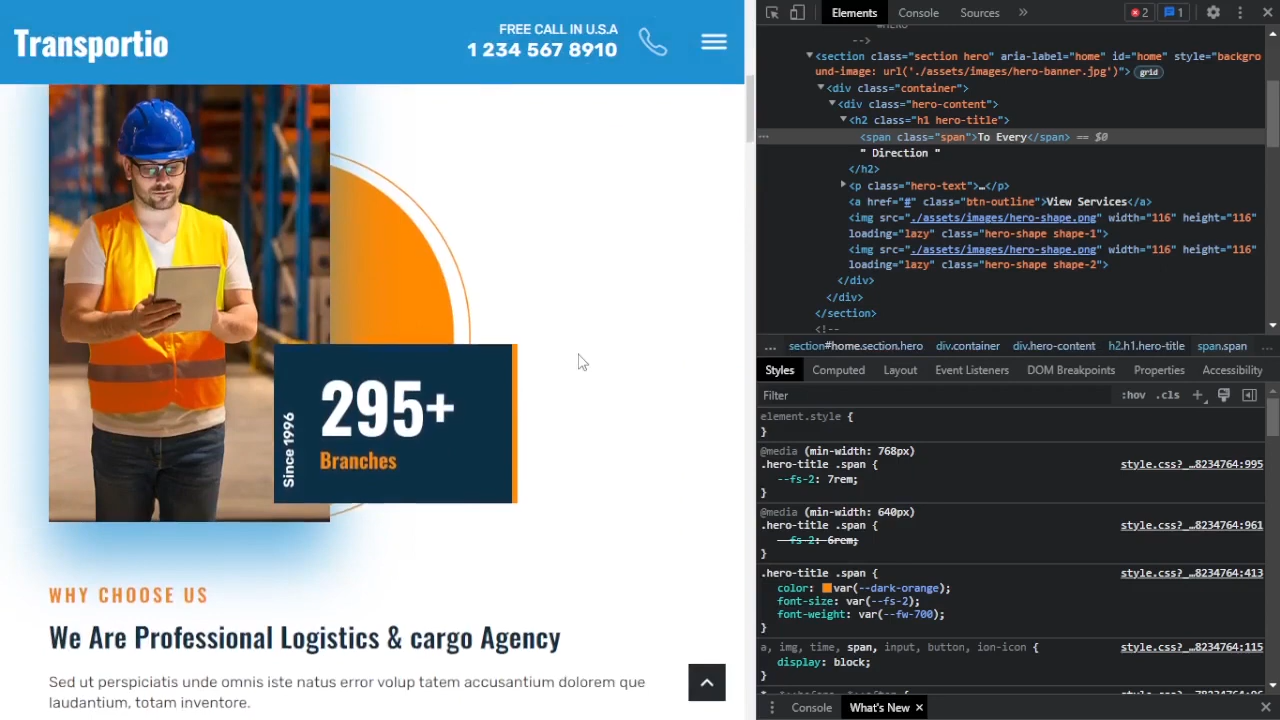 Transportio
FREE CALL IN U.S.A
1 234 567 8910
295+
Since 1996
Branches
WHY CHOOSE US
We Are Professional Logistics & cargo Agency
Sed ut perspiciatis unde omnis iste natus error volup tatem accusantium dolorem que
laudantium, totam inventore.
Elements
Console
Sources
2
1
-->
<section class="section hero" aria-label="home" id="home" style="backgro
und-image: url('./assets/images/hero-banner.jpg')"> grid
<div class="container">
<div class="hero-content">
<h2 class="h1 hero-title">
<span class="span">To Every</span> == $0
" Direction "
</h2>
<p class="hero-text">…</p>
<a href="#" class="btn-outline">View Services</a>
<img src="./assets/images/hero-shape.png" width="116" height="116"
loading="lazy" class="hero-shape shape-1">
<img src="./assets/images/hero-shape.png" width="116" height="116"
loading="lazy" class="hero-shape shape-2">
</div>
</div>
</section>
<!--
... section#home.section.hero div.container div.hero-content h2.h1.hero-title span.span ...
Styles Computed Layout Event Listeners DOM Breakpoints Properties Accessibility
Filter :hov .cls
element.style {
}
@media (min-width: 768px)
.hero-title .span { style.css?_…8234764:995
--fs-2: 7rem;
}
@media (min-width: 640px)
.hero-title .span { style.css?_…8234764:961
--fs-2: 6rem;
}
.hero-title .span { style.css?_…8234764:413
color: var(--dark-orange);
font-size: var(--fs-2);
font-weight: var(--fw-700);
}
a, img, time, span, input, button, ion-icon { style.css?_…8234764:115
display: block;
}
Console What's New